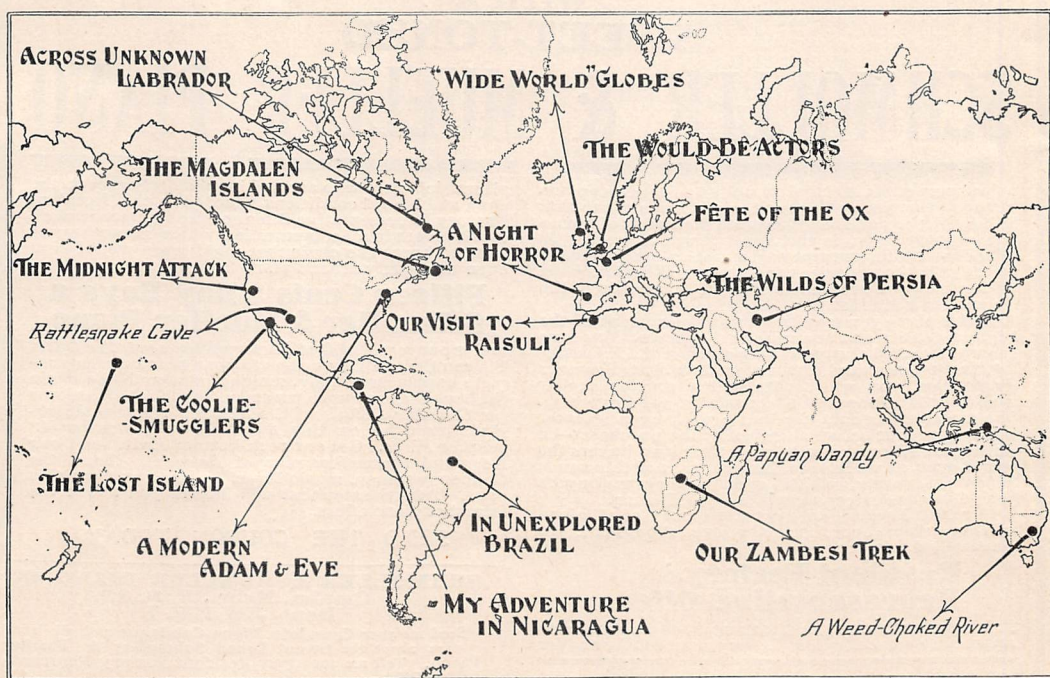 ACROSS UNKNOWN
LABRADOR
"WIDE WORLD" GLOBES
THE WOULD-BE ACTORS
THE MAGDALEN
ISLANDS
FÊTE OF THE OX
A NIGHT
OF HORROR
THE MIDNIGHT ATTACK
THE WILDS OF PERSIA
Rattlesnake Cave
OUR VISIT TO
RAISULI
THE COOLIE-
-SMUGGLERS
A Papuan Dandy
THE LOST ISLAND
IN UNEXPLORED
BRAZIL
A MODERN
ADAM & EVE
OUR ZAMBESI TREK
MY ADVENTURE
IN NICARAGUA
A Weed-Choked River